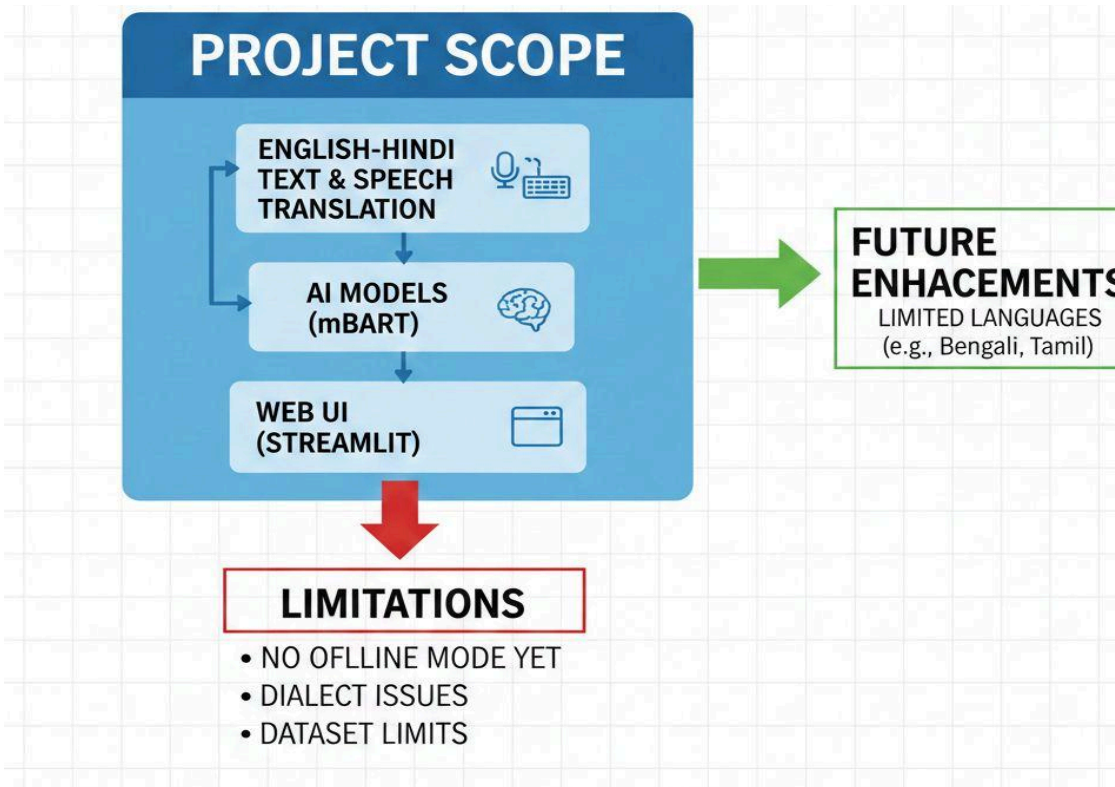 PROJECT SCOPE
ENGLISH-HINDI
TEXT & SPEECH
TRANSLATION
AI MODELS
(mBART)
WEB UI
(STREAMLIT)
FUTURE
ENHACEMENTS
LIMITED LANGUAGES
(e.g., Bengali, Tamil)
LIMITATIONS
• NO OFLLINE MODE YET
• DIALECT ISSUES
• DATASET LIMITS